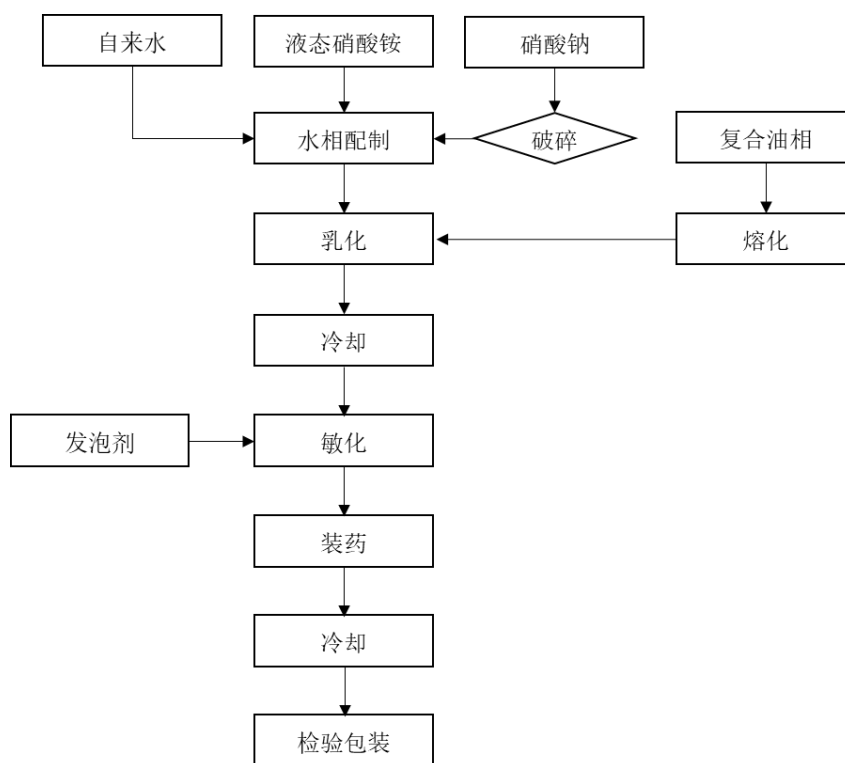 自来水
液态硝酸铵
硝酸钠
水相配制
破碎
复合油相
乳化
熔化
冷却
发泡剂
敏化
装药
冷却
检验包装